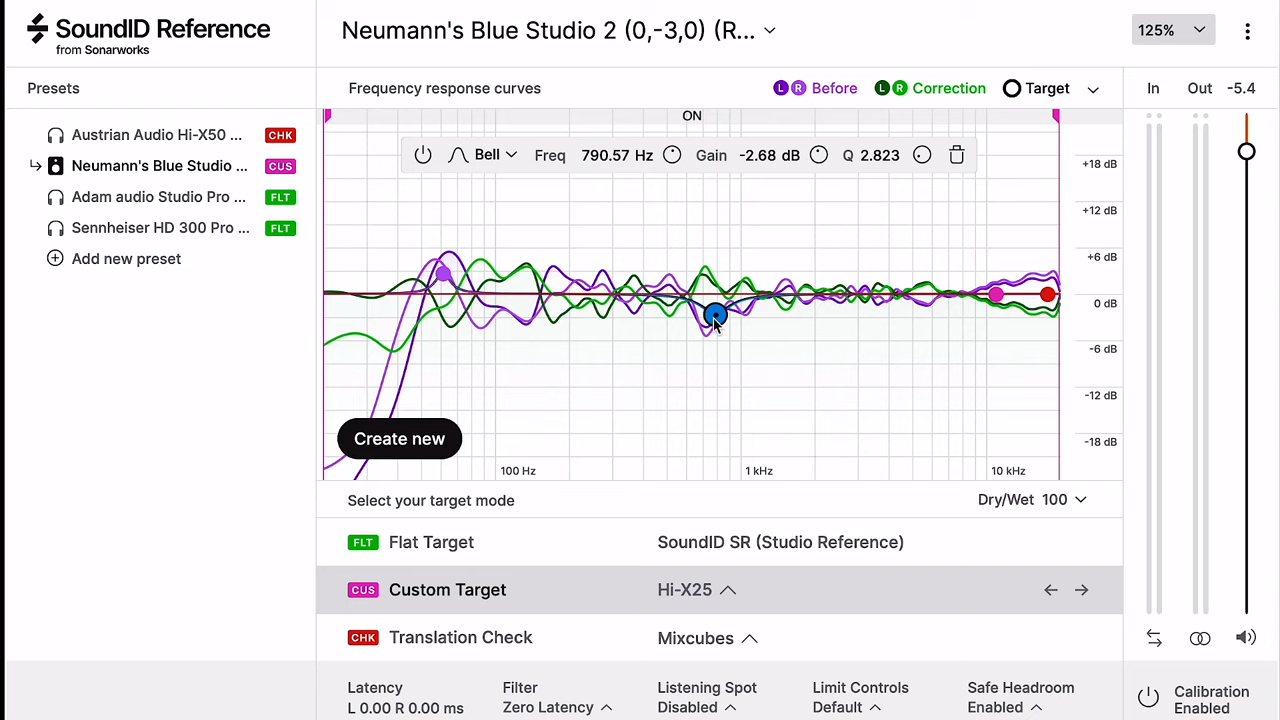 SoundID Reference
from Sonarworks
Neumann's Blue Studio 2 (0,-3,0) (R...
125%
Presets
Frequency response curves
L R Before
L R Correction
Target
In
Out
-5.4
Austrian Audio Hi-X50 ... CHK
Neumann's Blue Studio ... CUS
Adam audio Studio Pro ... FLT
Sennheiser HD 300 Pro ... FLT
Add new preset
ON
Bell
Freq 790.57 Hz
Gain -2.68 dB
Q 2.823
+18 dB
+12 dB
+6 dB
0 dB
-6 dB
-12 dB
-18 dB
Create new
100 Hz
1 kHz
10 kHz
Select your target mode
Dry/Wet 100
FLT Flat Target
SoundID SR (Studio Reference)
CUS Custom Target
Hi-X25
CHK Translation Check
Mixcubes
Latency
L 0.00 R 0.00 ms
Filter
Zero Latency
Listening Spot
Disabled
Limit Controls
Default
Safe Headroom
Enabled
Calibration
Enabled